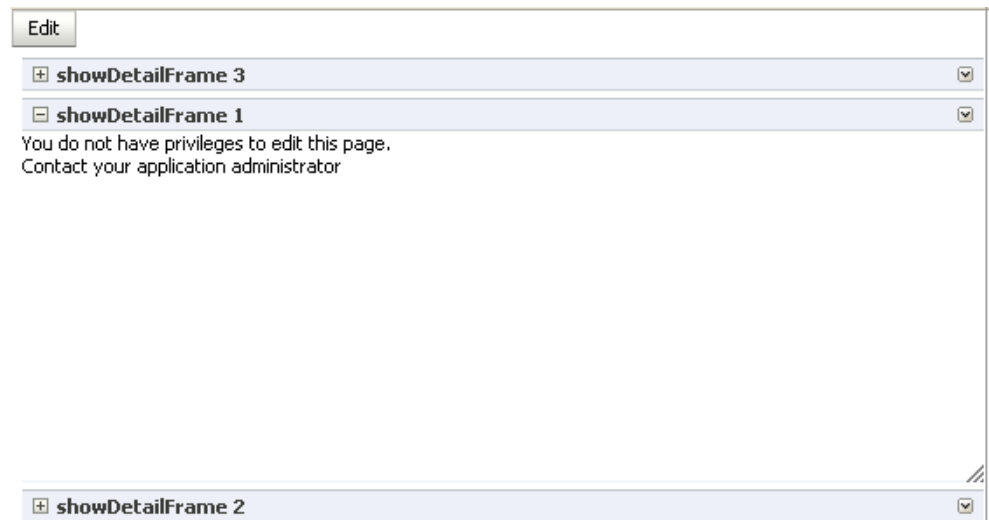 Edit
showDetailFrame 3
showDetailFrame 1
You do not have privileges to edit this page.
Contact your application administrator
showDetailFrame 2